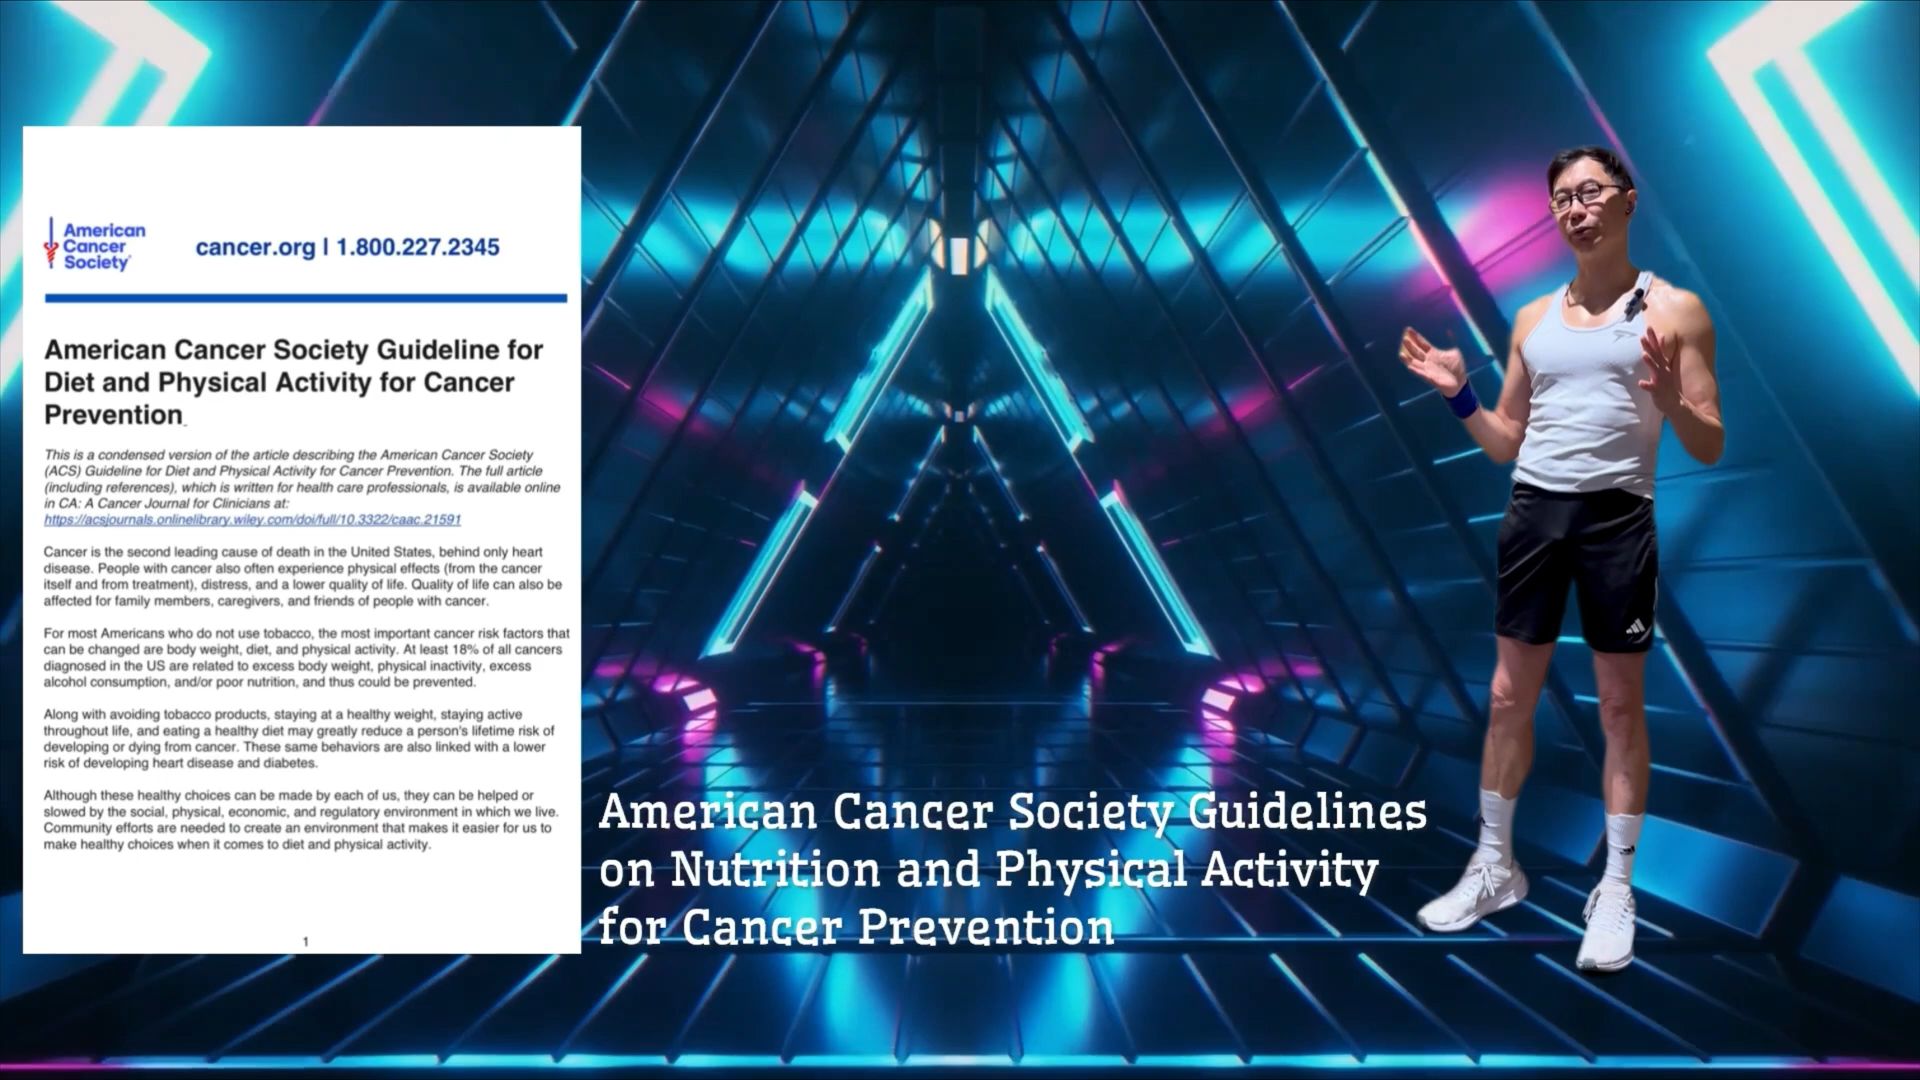 American
Cancer
Society
cancer.org | 1.800.227.2345
American Cancer Society Guideline for
Diet and Physical Activity for Cancer
Prevention
This is a condensed version of the article describing the American Cancer Society
(ACS) Guideline for Diet and Physical Activity for Cancer Prevention. The full article
(including references), which is written for health care professionals, is available online
in CA: A Cancer Journal for Clinicians at:
https://acsjournals.onlinelibrary.wiley.com/doi/full/10.3322/caac.21591
Cancer is the second leading cause of death in the United States, behind only heart
disease. People with cancer also often experience physical effects (from the cancer
itself and from treatment), distress, and a lower quality of life. Quality of life can also be
affected for family members, caregivers, and friends of people with cancer.
For most Americans who do not use tobacco, the most important cancer risk factors that
can be changed are body weight, diet, and physical activity. At least 18% of all cancers
diagnosed in the US are related to excess body weight, physical inactivity, excess
alcohol consumption, and/or poor nutrition, and thus could be prevented.
Along with avoiding tobacco products, staying at a healthy weight, staying active
throughout life, and eating a healthy diet may greatly reduce a person's lifetime risk of
developing or dying from cancer. These same behaviors are also linked with a lower
risk of developing heart disease and diabetes.
Although these healthy choices can be made by each of us, they can be helped or
slowed by the social, physical, economic, and regulatory environment in which we live.
Community efforts are needed to create an environment that makes it easier for us to
make healthy choices when it comes to diet and physical activity.
1
American Cancer Society Guidelines
on Nutrition and Physical Activity
for Cancer Prevention